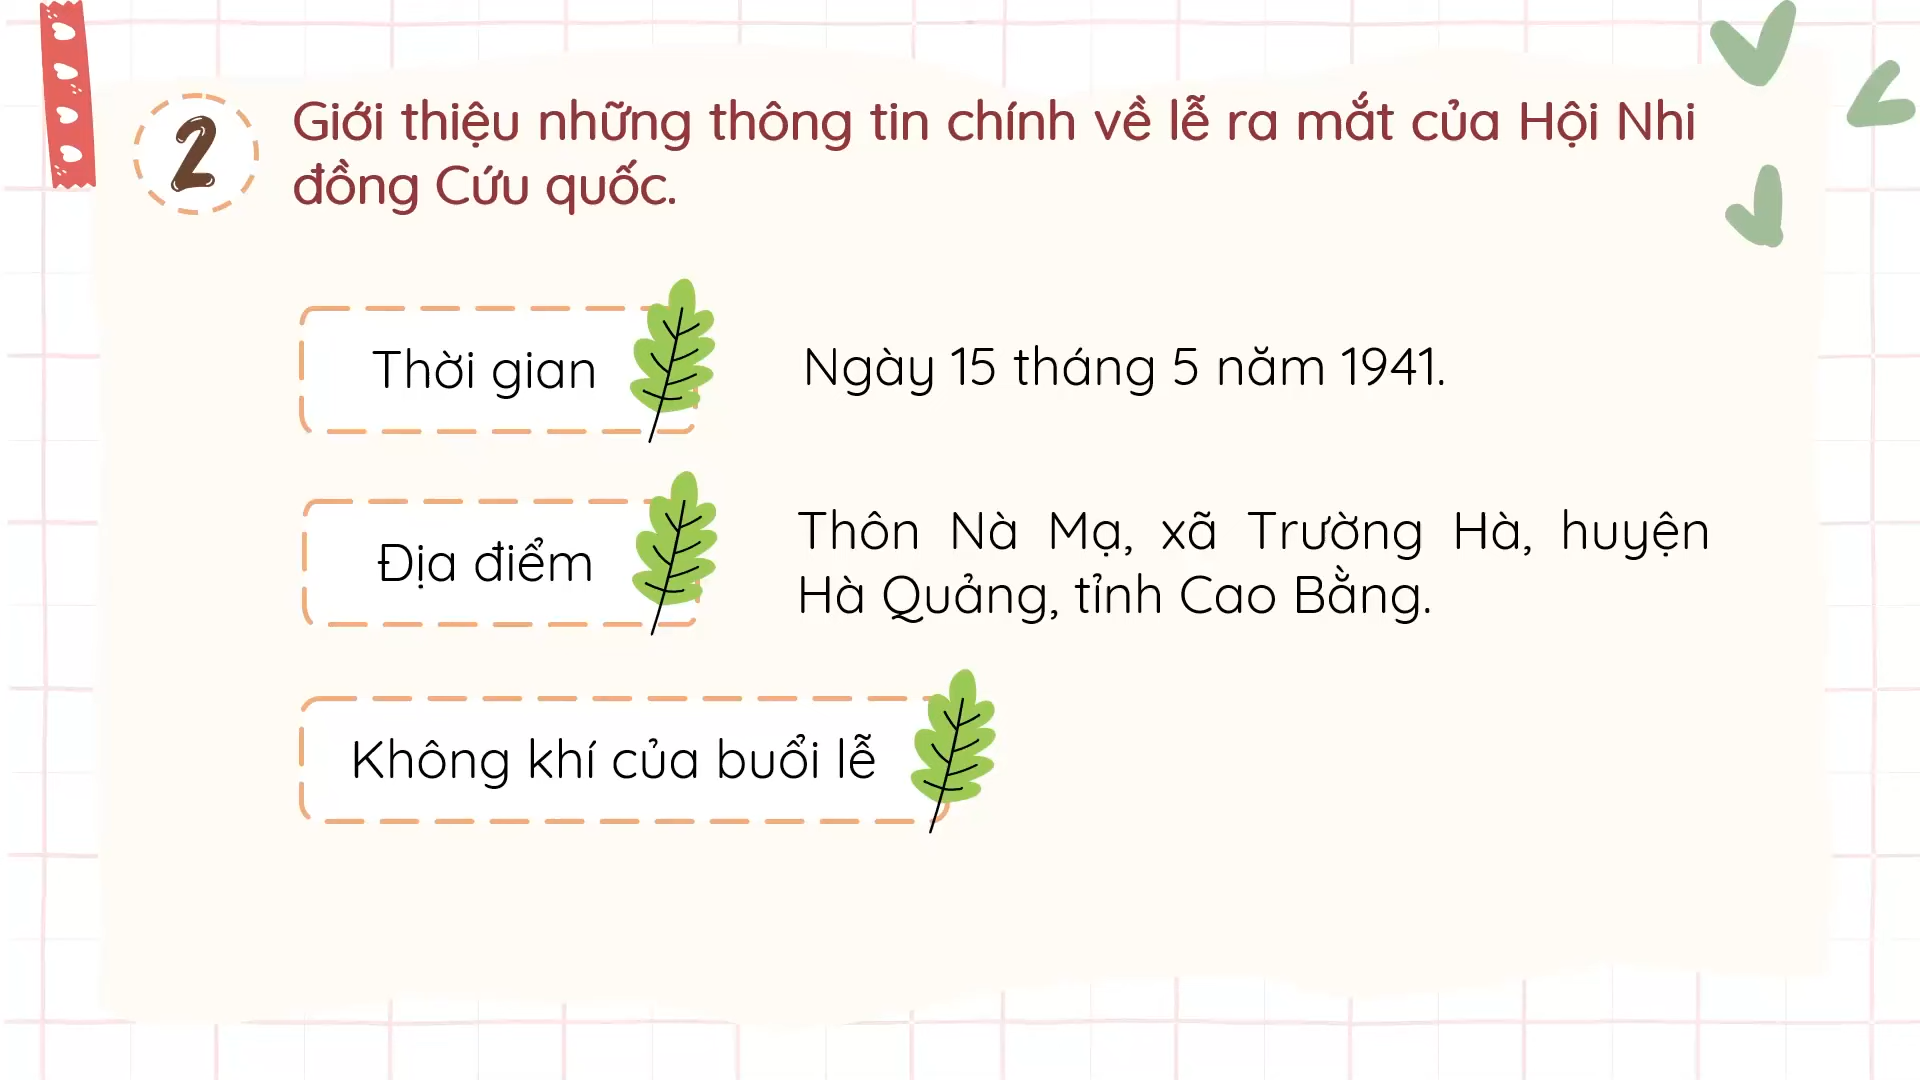 2
Giới thiệu những thông tin chính về lễ ra mắt của Hội Nhi
đồng Cứu quốc.
Thời gian
Ngày 15 tháng 5 năm 1941.
Địa điểm
Thôn Nà Mạ, xã Trường Hà, huyện
Hà Quảng, tỉnh Cao Bằng.
Không khí của buổi lễ